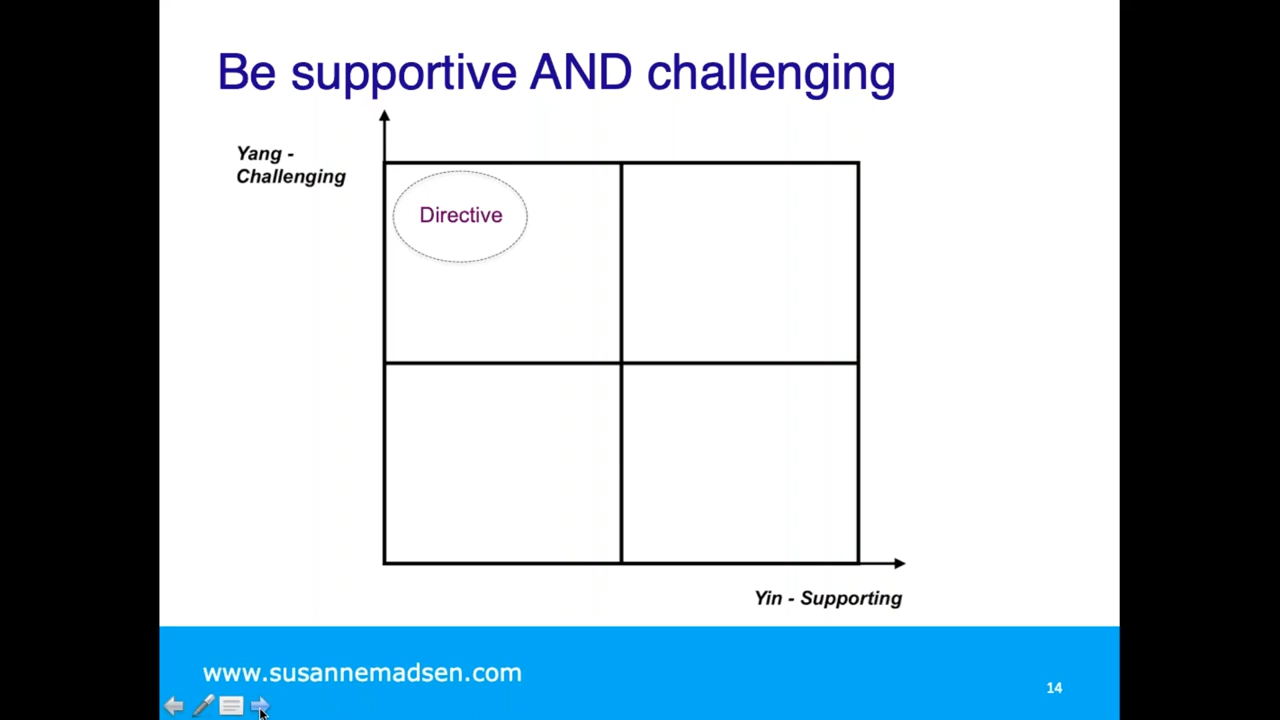 Be supportive AND challenging
Yang -
Challenging
Directive
Yin - Supporting
www.susannemadsen.com
14